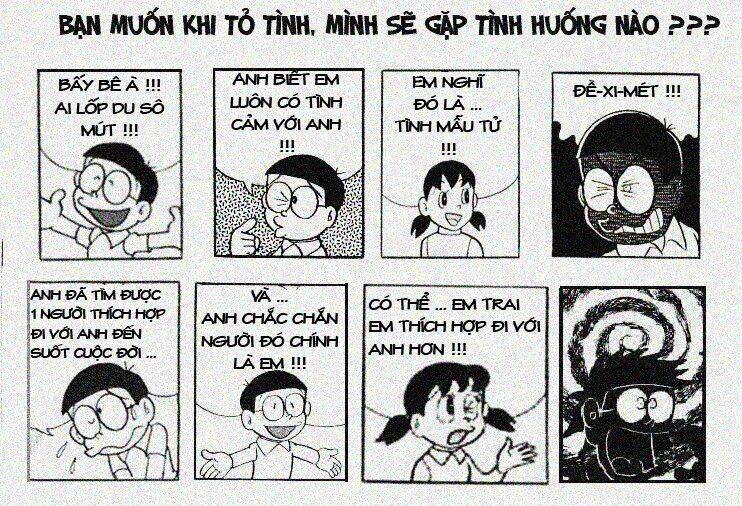 BẠN MUỐN KHI TỎ TÌNH, MÌNH SẼ GẶP TÌNH HUỐNG NÀO ???
BẤY BÊ À !!!
AI LỐP DU SÔ
MÚT !!!
ANH BIẾT EM
LUÔN CÓ TÌNH
CẢM VỚI ANH
!!!
EM NGHĨ
ĐÓ LÀ ...
TÌNH MẪU TỬ
!!!
ĐỀ-XI-MÉT !!!
ANH ĐÃ TÌM ĐƯỢC
1 NGƯỜI THÍCH HỢP
ĐI VỚI ANH ĐẾN
SUỐT CUỘC ĐỜI ...
VÀ ...
ANH CHẮC CHẮN
NGƯỜI ĐÓ CHÍNH
LÀ EM !!!
CÓ THỂ ... EM TRAI
EM THÍCH HỢP ĐI VỚI
ANH HƠN !!!